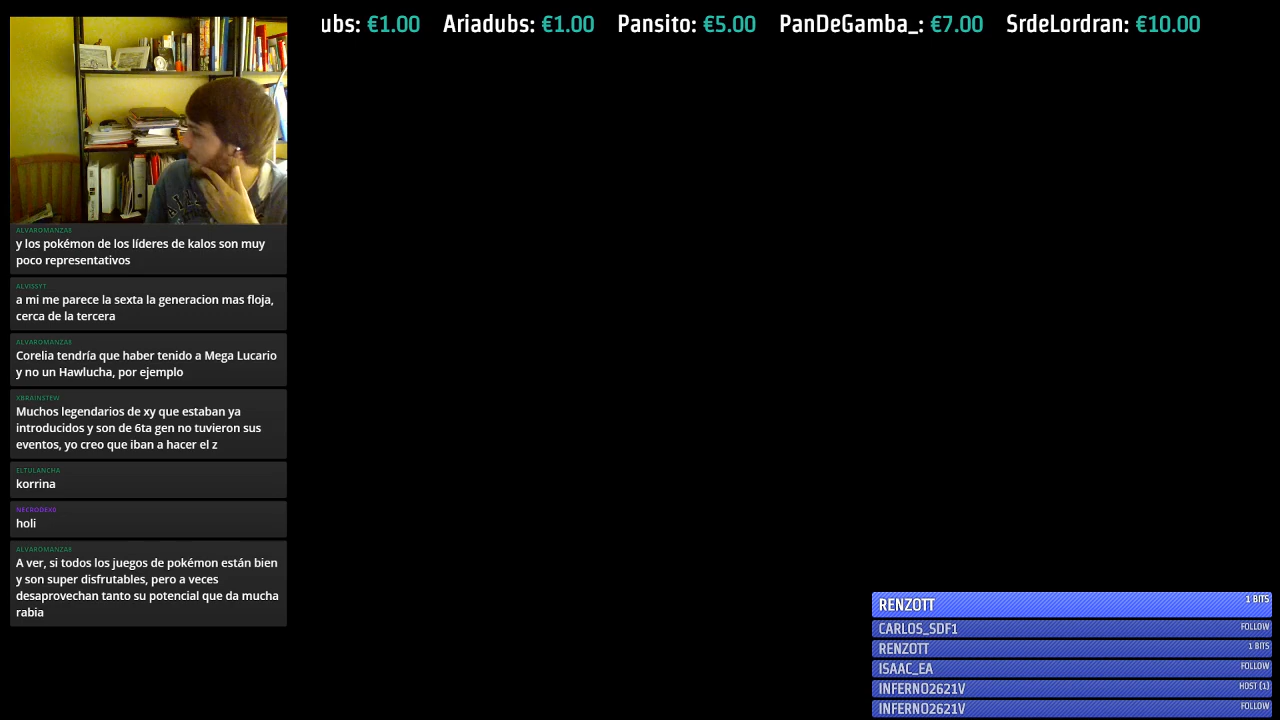 ubs: €1.00 Ariadubs: €1.00 Pansito: €5.00 PanDeGamba_: €7.00 SrdeLordran: €10.00
ALVAROMANZA8
y los pokémon de los líderes de kalos son muy
poco representativos
ALVISSYT
a mi me parece la sexta la generacion mas floja,
cerca de la tercera
ALVAROMANZA8
Corelia tendría que haber tenido a Mega Lucario
y no un Hawlucha, por ejemplo
XBRAINSTEW
Muchos legendarios de xy que estaban ya
introducidos y son de 6ta gen no tuvieron sus
eventos, yo creo que iban a hacer el z
ELTULANCHA
korrina
NECRODEX0
holi
ALVAROMANZA8
A ver, si todos los juegos de pokémon están bien
y son super disfrutables, pero a veces
desaprovechan tanto su potencial que da mucha
rabia
RENZOTT 1 BITS
CARLOS_SDF1 FOLLOW
RENZOTT 1 BITS
ISAAC_EA FOLLOW
INFERNO2621V HOST (1)
INFERNO2621V FOLLOW